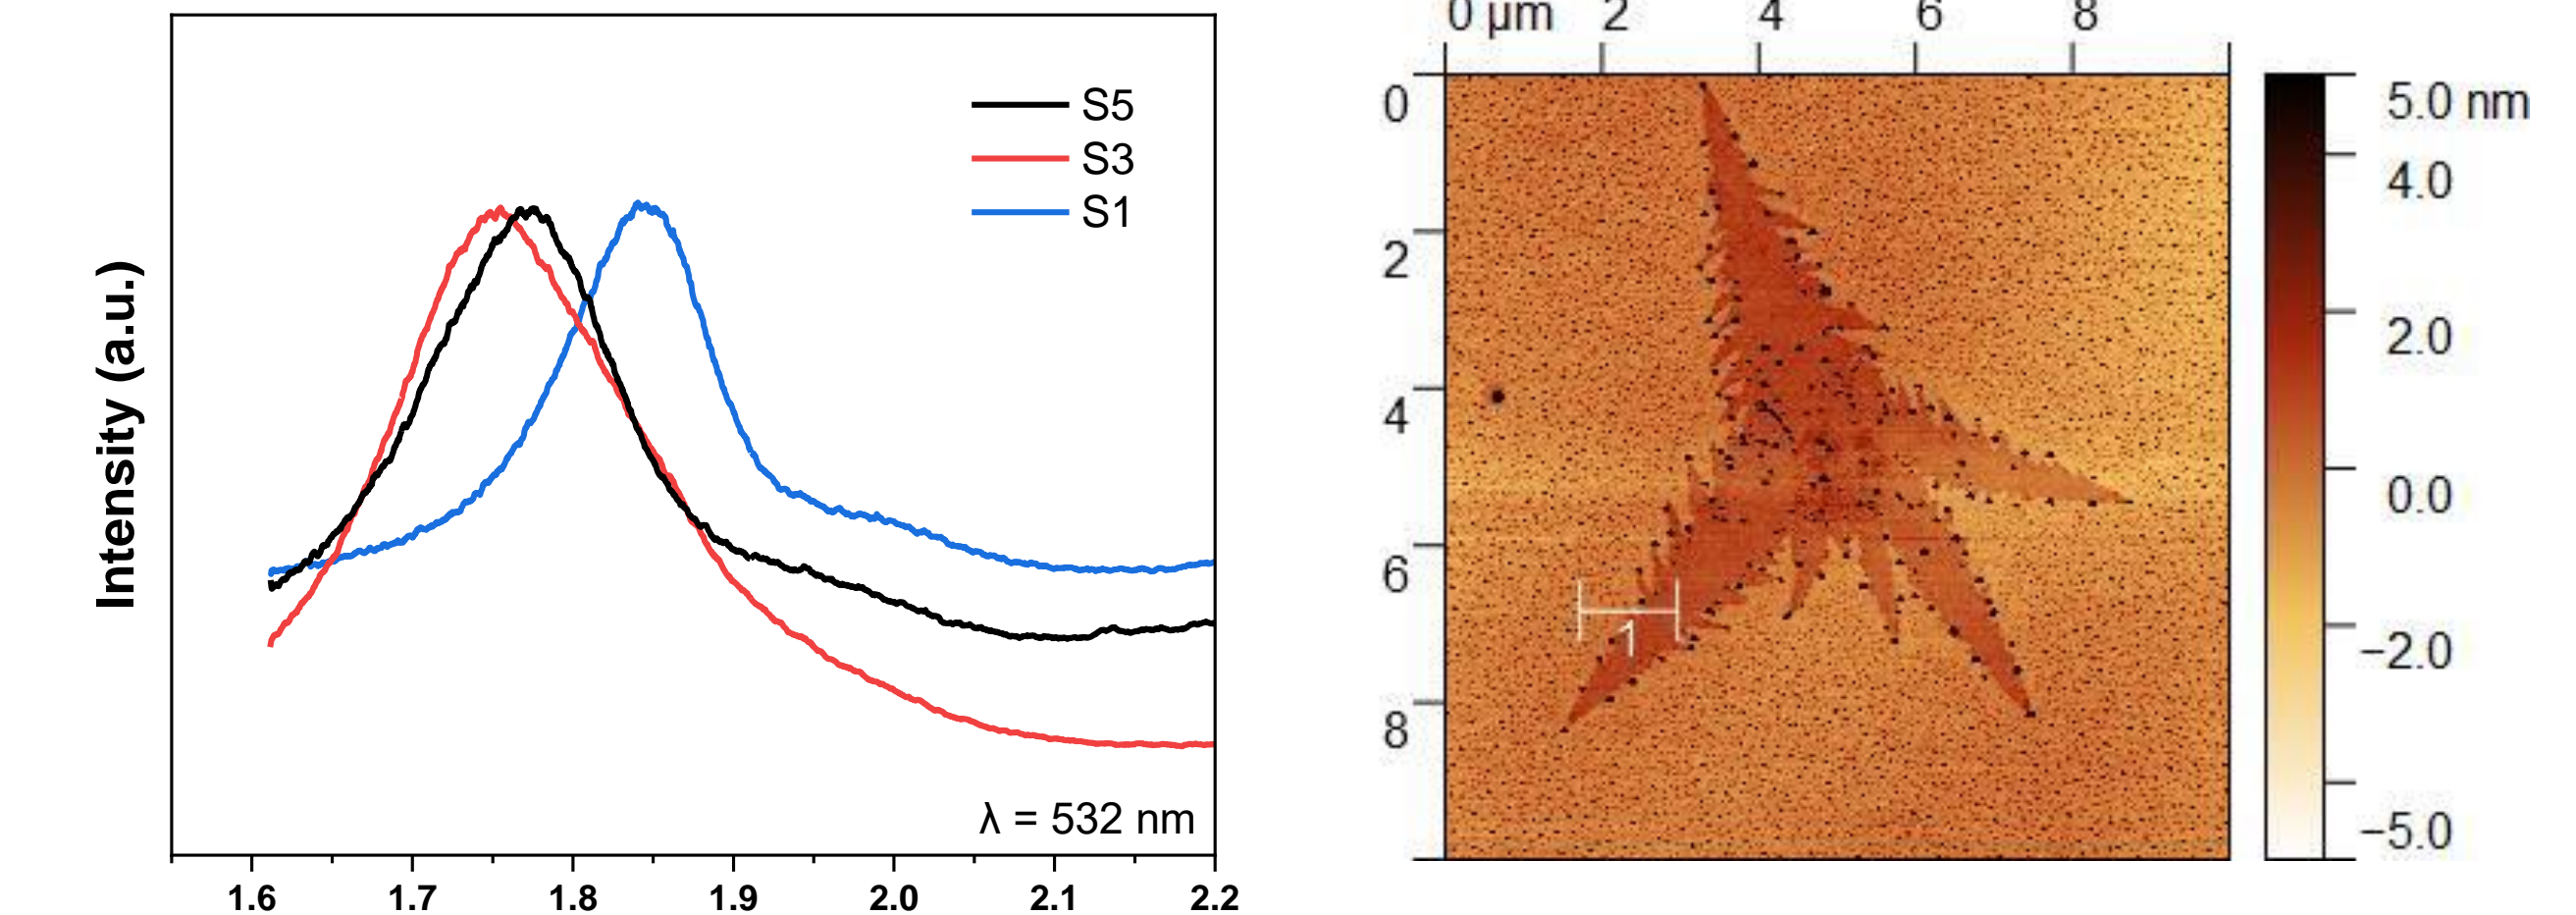 Intensity (a.u.)
S5
S3
S1
λ = 532 nm
1.6 1.7 1.8 1.9 2.0 2.1 2.2
0 µm 2 4 6 8
0
2
4
6
8
1
5.0 nm
4.0
2.0
0.0
−2.0
−5.0